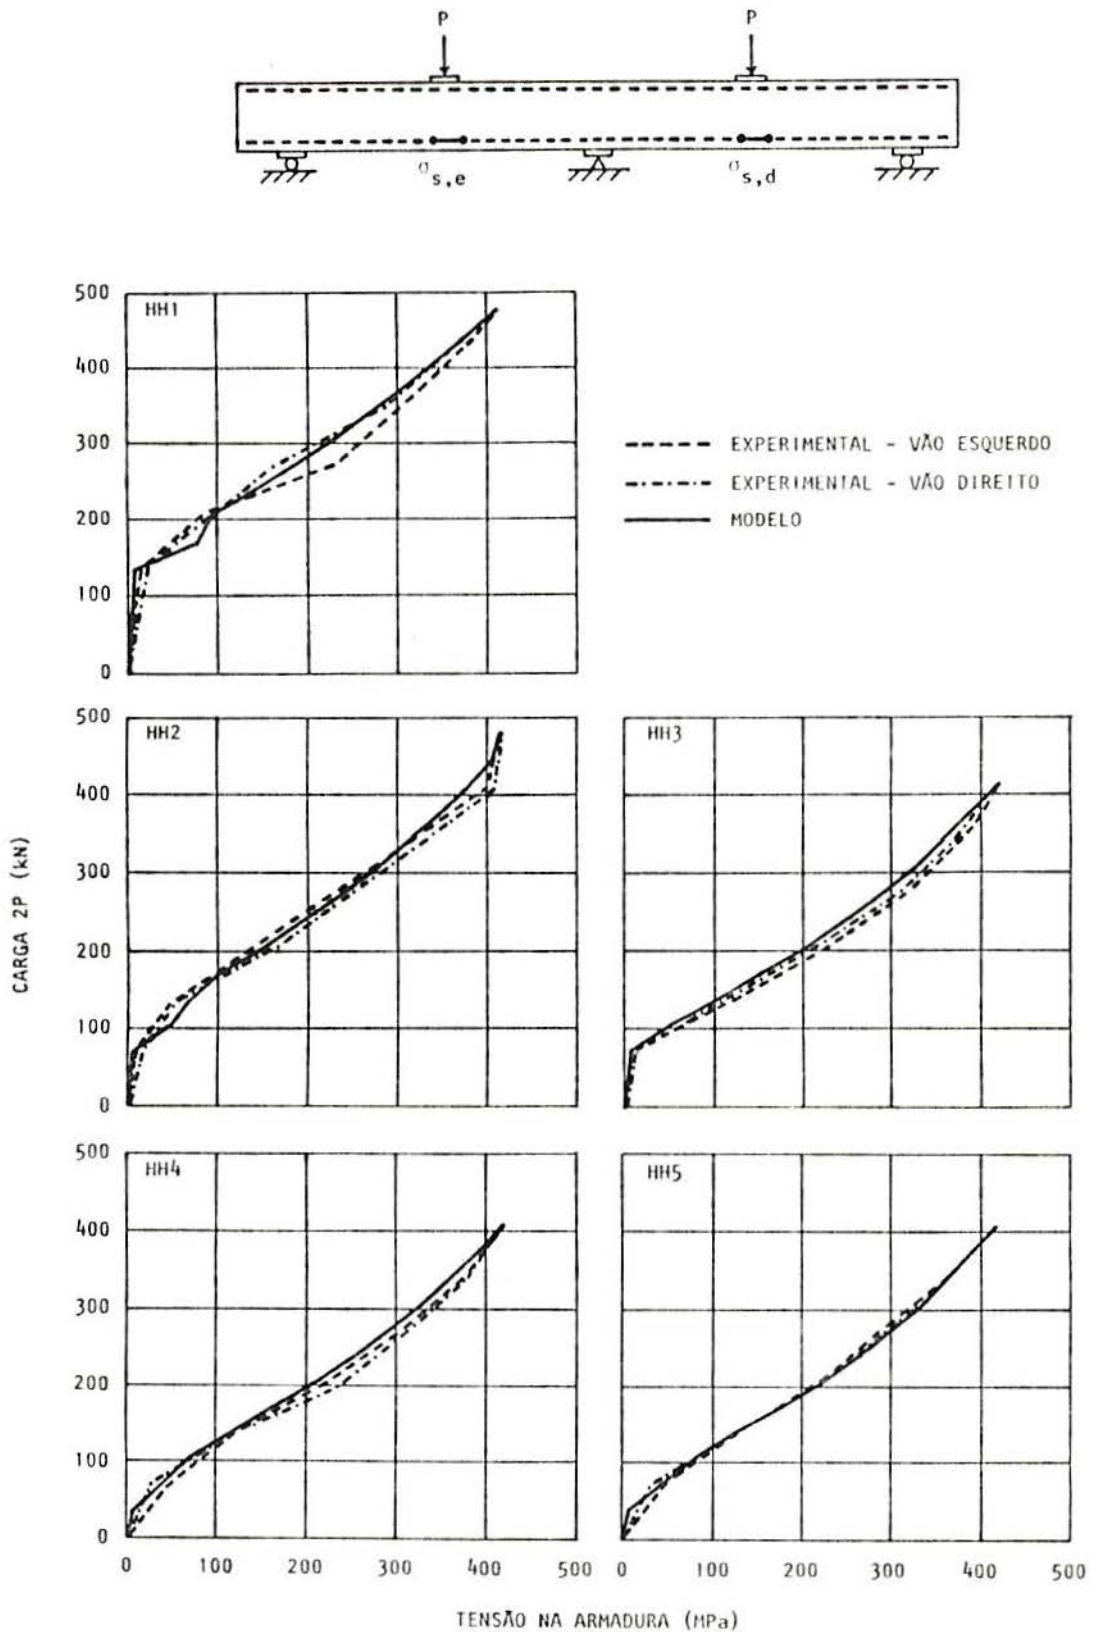 P P
σs,e σs,d
HH1
500
400
300
200
100
0
EXPERIMENTAL - VÃO ESQUERDO
EXPERIMENTAL - VÃO DIREITO
MODELO
HH2
500
400
300
200
100
0
HH3
CARGA 2P (kN)
HH4
500
400
300
200
100
0
0 100 200 300 400 500
HH5
0 100 200 300 400 500
TENSÃO NA ARMADURA (MPa)